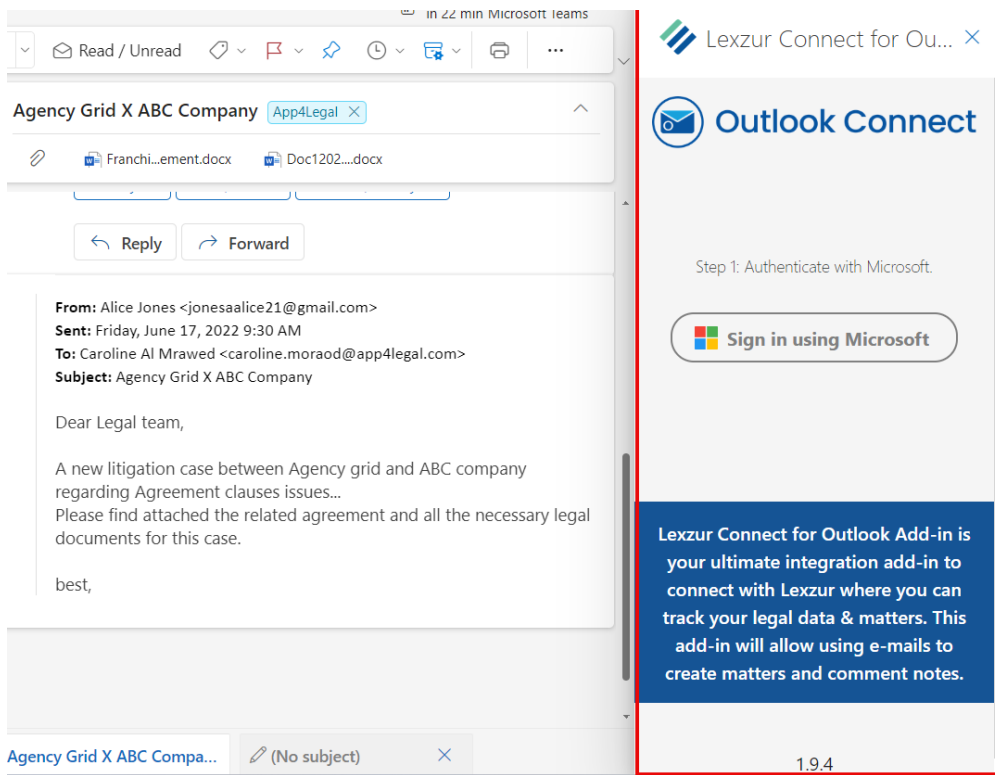 in 22 min Microsoft Teams
Read / Unread
Agency Grid X ABC Company App4Legal
Franchi...ement.docx Doc1202....docx
Reply Forward
From: Alice Jones <jonesaalice21@gmail.com>
Sent: Friday, June 17, 2022 9:30 AM
To: Caroline Al Mrawed <caroline.moraod@app4legal.com>
Subject: Agency Grid X ABC Company
Dear Legal team,
A new litigation case between Agency grid and ABC company
regarding Agreement clauses issues...
Please find attached the related agreement and all the necessary legal
documents for this case.
best,
Agency Grid X ABC Compa... (No subject)
Lexzur Connect for Ou...
Outlook Connect
Step 1: Authenticate with Microsoft.
Sign in using Microsoft
Lexzur Connect for Outlook Add-in is
your ultimate integration add-in to
connect with Lexzur where you can
track your legal data & matters. This
add-in will allow using e-mails to
create matters and comment notes.
1.9.4